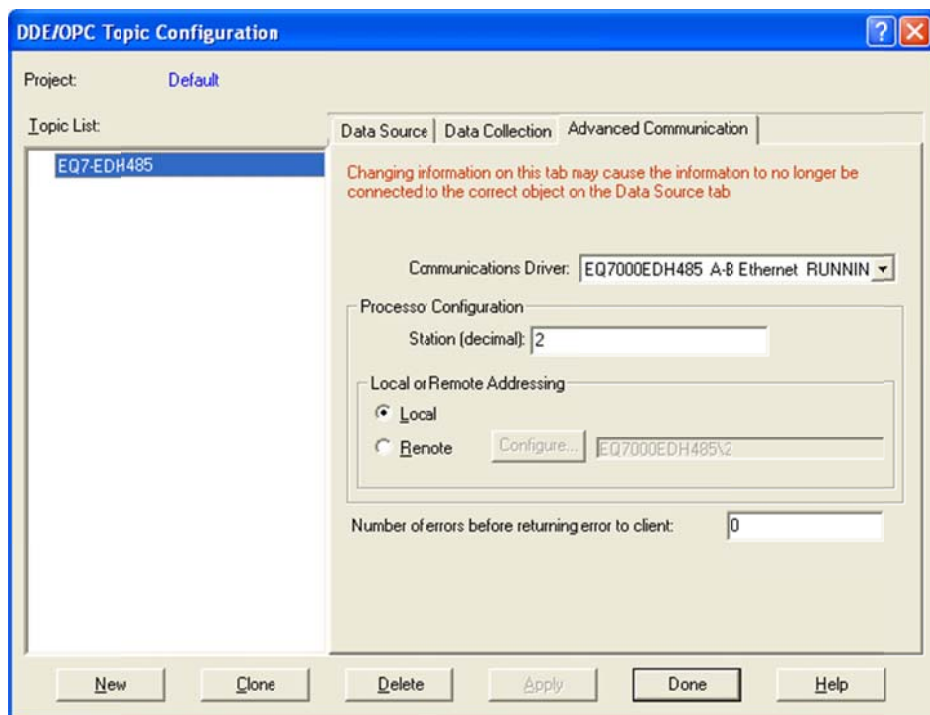 DDE/OPC Topic Configuration
Project: Default
Topic List:
EQ7-EDH485
Data Source Data Collection Advanced Communication
Changing information on this tab may cause the information to no longer be
connected to the correct object on the Data Source tab
Communications Driver: EQ7000EDH485 A-B Ethernet RUNNIN
Processo Configuration
Station (decimal): 2
Local or Remote Addressing
Local
Remote Configure... EQ7000EDH485\2
Number of errors before returning error to client: 0
New Clone Delete Apply Done Help